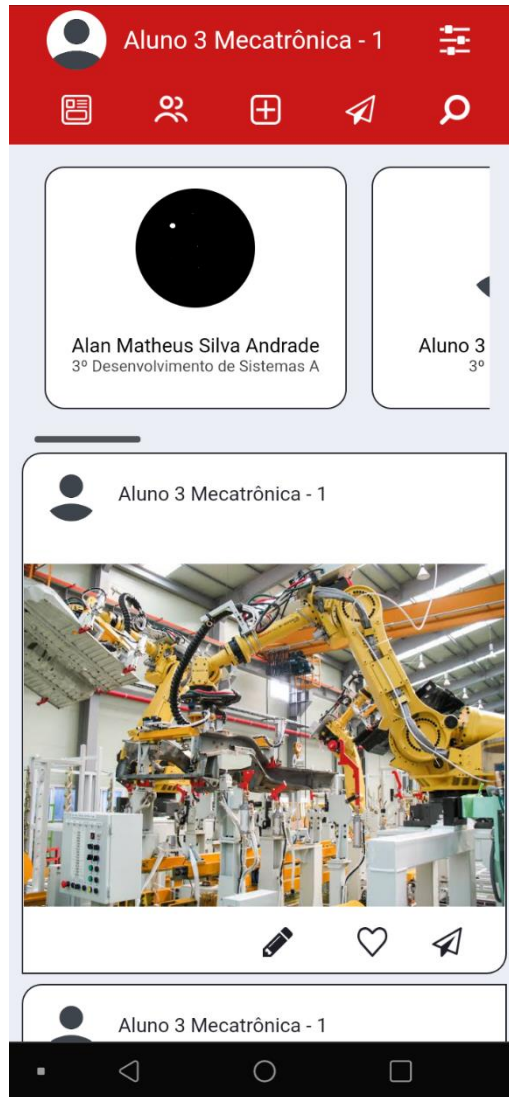 Aluno 3 Mecatrônica - 1
Alan Matheus Silva Andrade
3º Desenvolvimento de Sistemas A
Aluno 3
3º
Aluno 3 Mecatrônica - 1
Aluno 3 Mecatrônica - 1